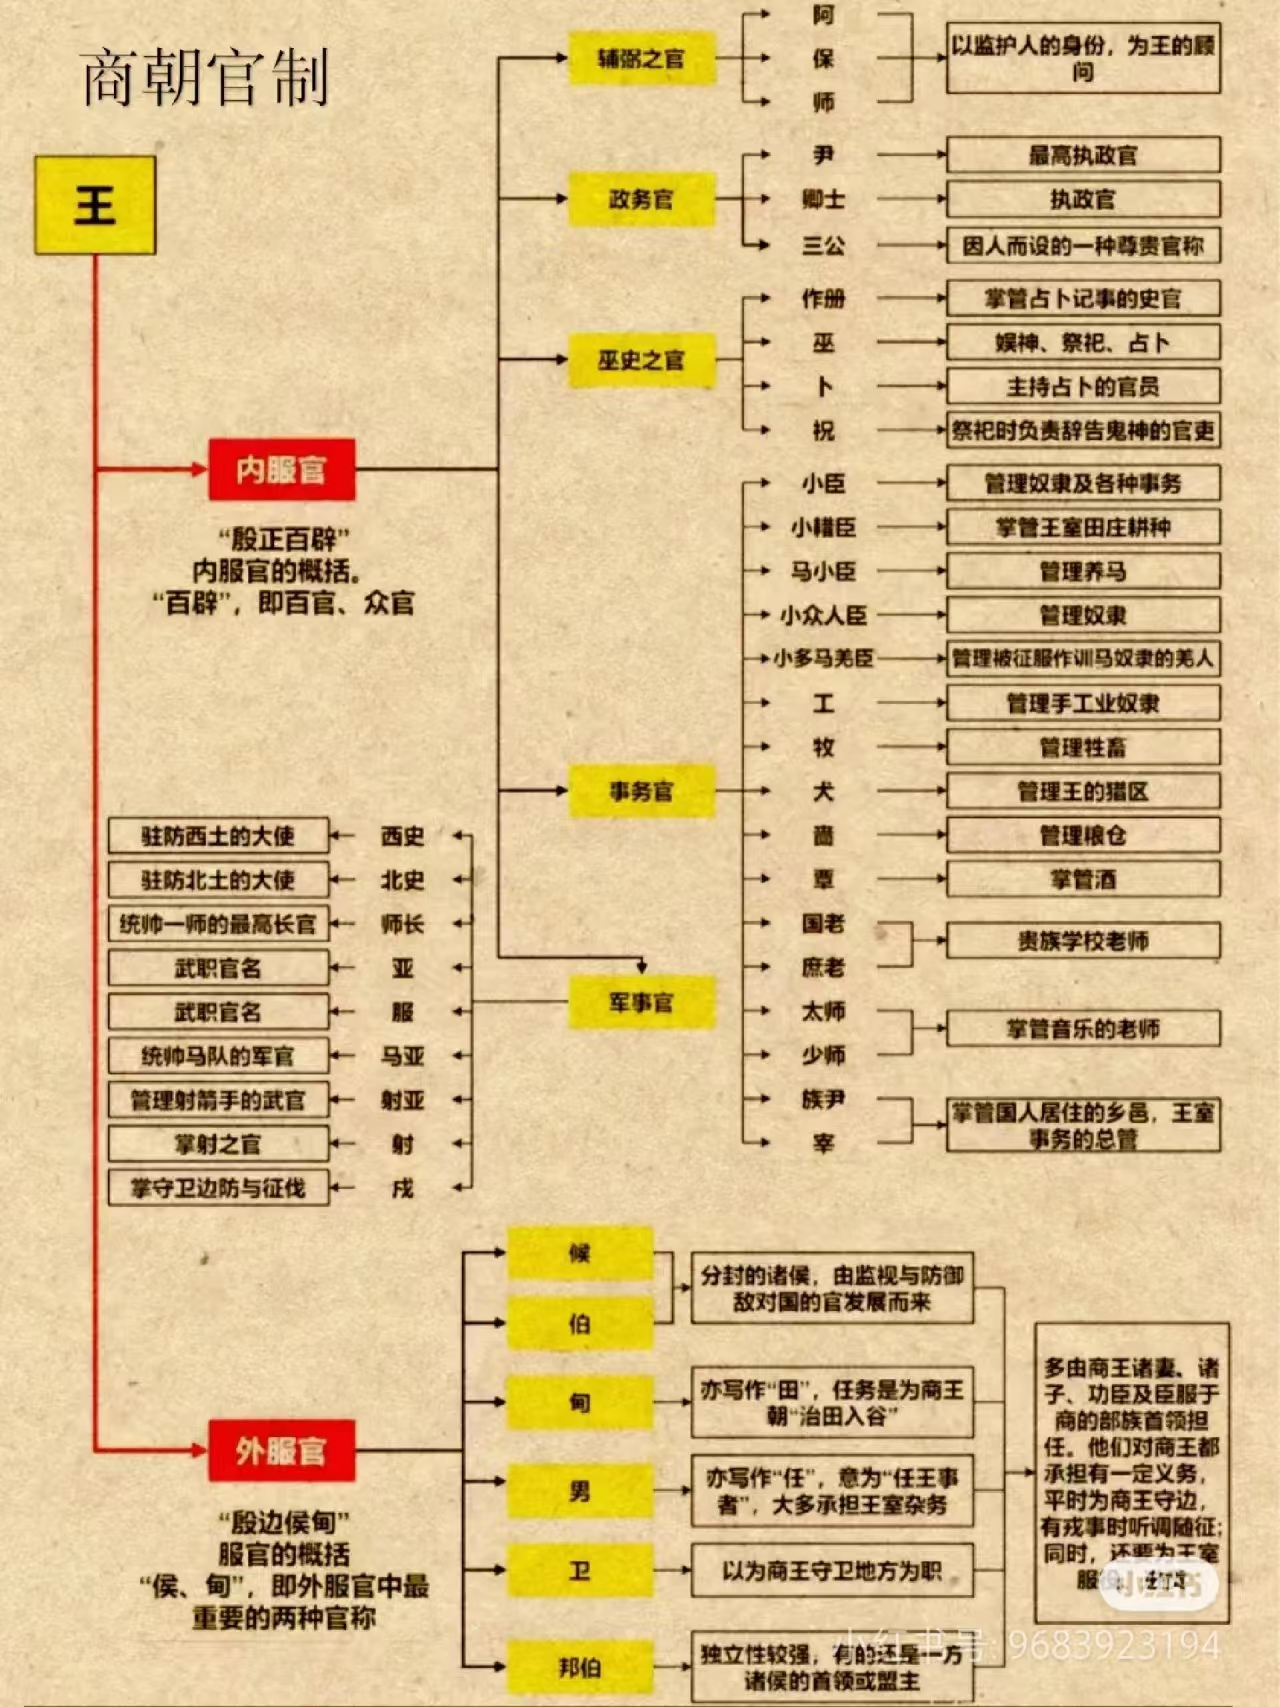 商朝官制
王
内服官
“殷正百辟”
内服官的概括。
“百辟”，即百官、众官
辅弼之官
阿
保
师
以监护人的身份，为王的顾
问
政务官
尹
最高执政官
卿士
执政官
三公
因人而设的一种尊贵官称
巫史之官
作册
掌管占卜记事的史官
巫
娱神、祭祀、占卜
卜
主持占卜的官员
祝
祭祀时负责辞告鬼神的官吏
事务官
小臣
管理奴隶及各种事务
小耤臣
掌管王室田庄耕种
马小臣
管理养马
小众人臣
管理奴隶
小多马羌臣
管理被征服作训马奴隶的羌人
工
管理手工业奴隶
牧
管理牲畜
犬
管理王的猎区
啬
管理粮仓
覃
掌管酒
国老
庶老
贵族学校老师
太师
少师
掌管音乐的老师
族尹
宰
掌管国人居住的乡邑，王室
事务的总管
军事官
西史
驻防西土的大使
北史
驻防北土的大使
师长
统帅一师的最高长官
亚
武职官名
服
武职官名
马亚
统帅马队的军官
射亚
管理射箭手的武官
射
掌射之官
戍
掌守卫边防与征伐
外服官
“殷边侯甸”
服官的概括
“侯、甸”，即外服官中最
重要的两种官称
候
伯
分封的诸侯，由监视与防御
敌对国的官发展而来
甸
亦写作“田”，任务是为商王
朝“治田入谷”
男
亦写作“任”，意为“任王事
者”，大多承担王室杂务
卫
以为商王守卫地方为职
邦伯
独立性较强，有的还是一方
诸侯的首领或盟主
多由商王诸妻、诸
子、功臣及臣服于
商的部族首领担
任。他们对商王都
承担有一定义务，
平时为商王守边，
有戎事时听调随征；
同时，还要为王室
服
小红书
小红书号: 9683923194